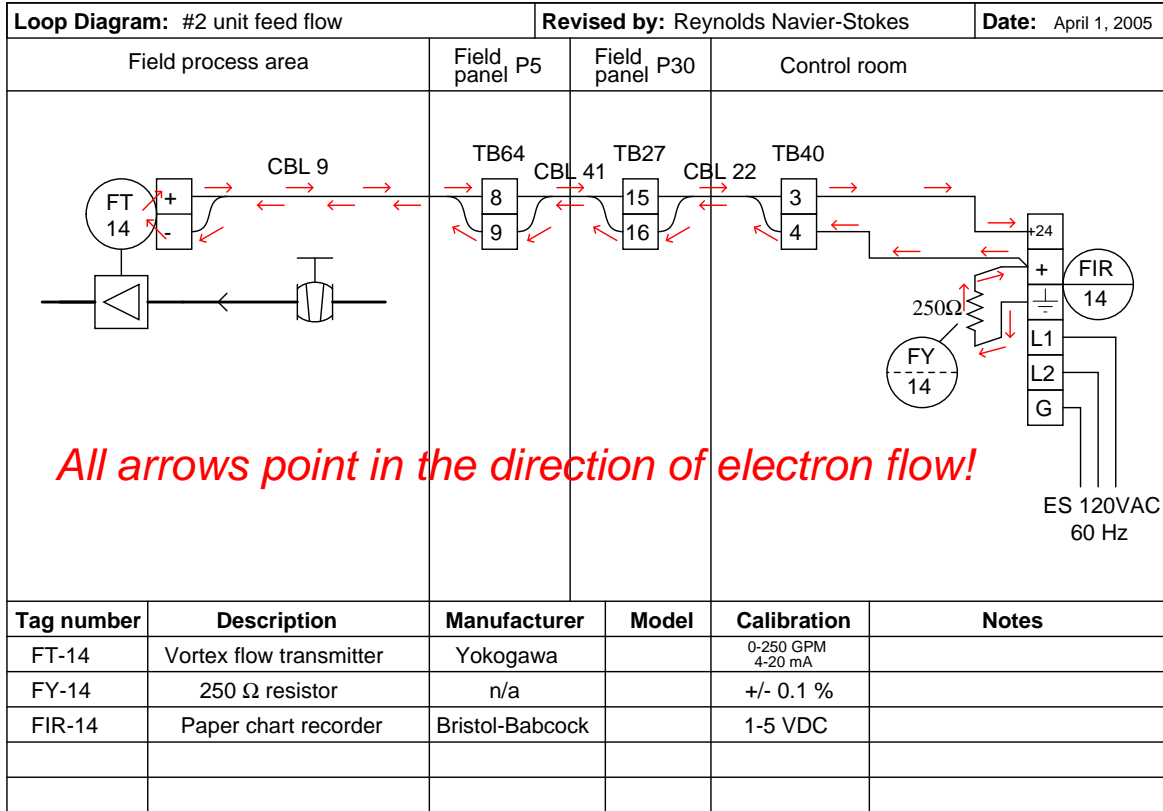 Loop Diagram: #2 unit feed flow Revised by: Reynolds Navier-Stokes Date: April 1, 2005
Field process area
Field panel P5
Field panel P30
Control room
CBL 9
TB64
CBL 41
TB27
CBL 22
TB40
FT
14
+
-
8
9
15
16
3
4
+24
+
FIR
14
250Ω
L1
L2
G
FY
14
All arrows point in the direction of electron flow!
ES 120VAC
60 Hz
Tag number Description Manufacturer Model Calibration Notes
FT-14 Vortex flow transmitter Yokogawa 0-250 GPM
4-20 mA
FY-14 250 Ω resistor n/a +/- 0.1 %
FIR-14 Paper chart recorder Bristol-Babcock 1-5 VDC